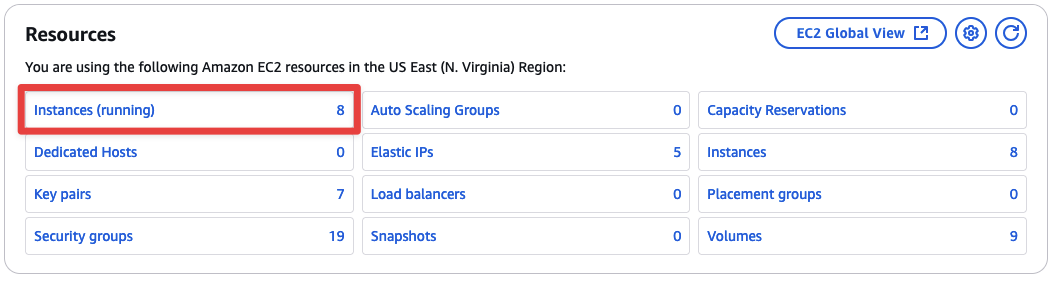 Resources
EC2 Global View
You are using the following Amazon EC2 resources in the US East (N. Virginia) Region:
Instances (running) 8
Auto Scaling Groups 0
Capacity Reservations 0
Dedicated Hosts 0
Elastic IPs 5
Instances 8
Key pairs 7
Load balancers 0
Placement groups 0
Security groups 19
Snapshots 0
Volumes 9